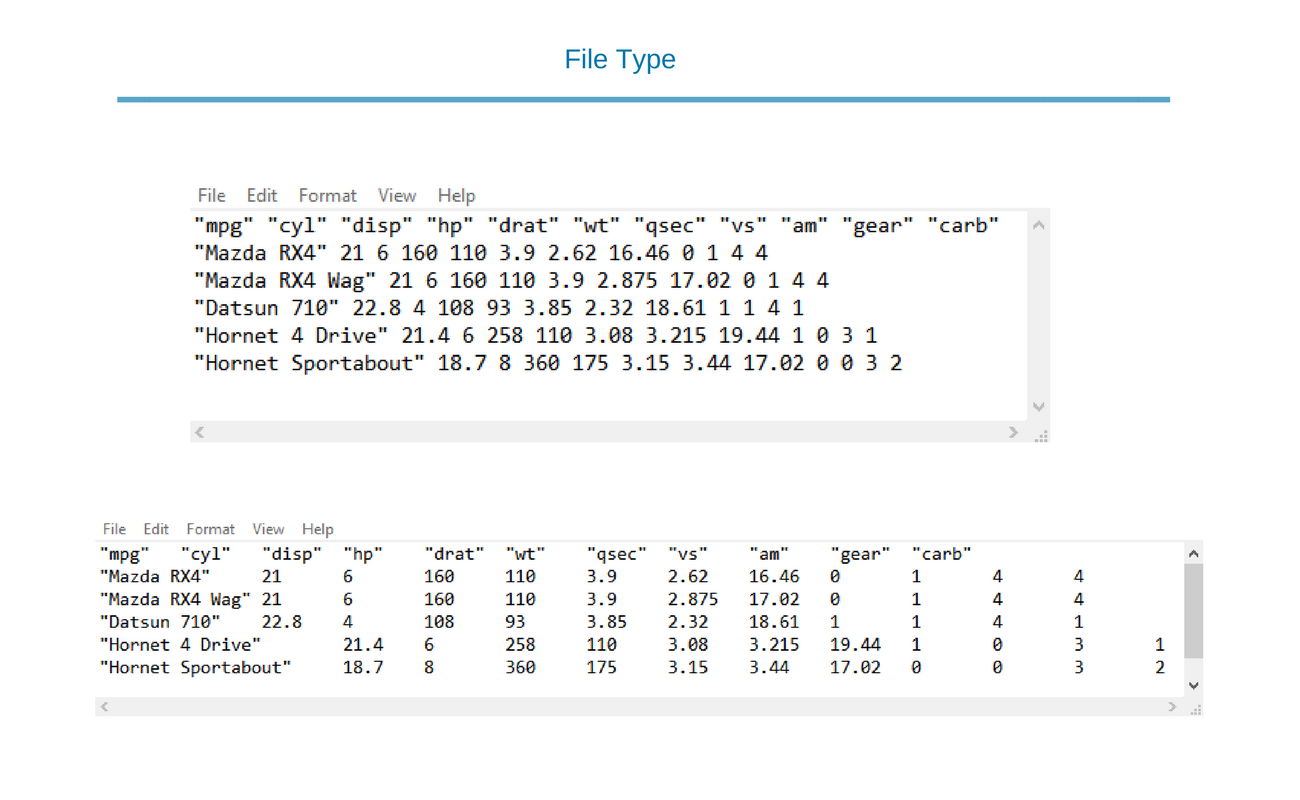 File Type
File Edit Format View Help
"mpg" "cyl" "disp" "hp" "drat" "wt" "qsec" "vs" "am" "gear" "carb"
"Mazda RX4" 21 6 160 110 3.9 2.62 16.46 0 1 4 4
"Mazda RX4 Wag" 21 6 160 110 3.9 2.875 17.02 0 1 4 4
"Datsun 710" 22.8 4 108 93 3.85 2.32 18.61 1 1 4 1
"Hornet 4 Drive" 21.4 6 258 110 3.08 3.215 19.44 1 0 3 1
"Hornet Sportabout" 18.7 8 360 175 3.15 3.44 17.02 0 0 3 2
File Edit Format View Help
"mpg" "cyl" "disp" "hp" "drat" "wt" "qsec" "vs" "am" "gear" "carb"
"Mazda RX4" 21 6 160 110 3.9 2.62 16.46 0 1 4 4
"Mazda RX4 Wag" 21 6 160 110 3.9 2.875 17.02 0 1 4 4
"Datsun 710" 22.8 4 108 93 3.85 2.32 18.61 1 1 4 1
"Hornet 4 Drive" 21.4 6 258 110 3.08 3.215 19.44 1 0 3 1
"Hornet Sportabout" 18.7 8 360 175 3.15 3.44 17.02 0 0 3 2